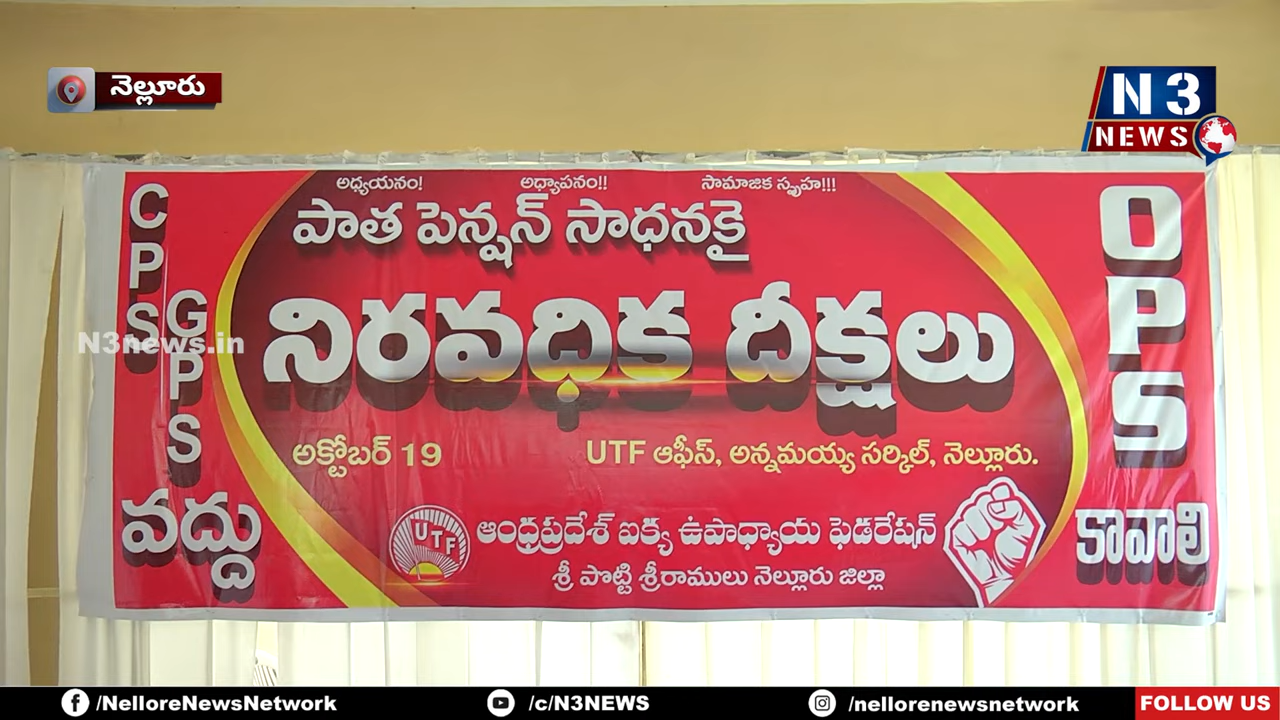 నెల్లూరు
N3
NEWS
అధ్యయనం! అధ్యాపనం!! సామాజిక స్పృహ!!!
పాత పెన్షన్ సాధనకై
నిరవధిక దీక్షలు
CPS
GPS
వద్దు
OPS
కావాలి
N3news.in
అక్టోబర్ 19 UTF ఆఫీస్, అన్నమయ్య సర్కిల్, నెల్లూరు.
UTF
ఆంధ్రప్రదేశ్ ఐక్య ఉపాధ్యాయ ఫెడరేషన్
శ్రీ పొట్టి శ్రీరాములు నెల్లూరు జిల్లా
/NelloreNewsNetwork /c/N3NEWS /nellorenewsnetwork FOLLOW US